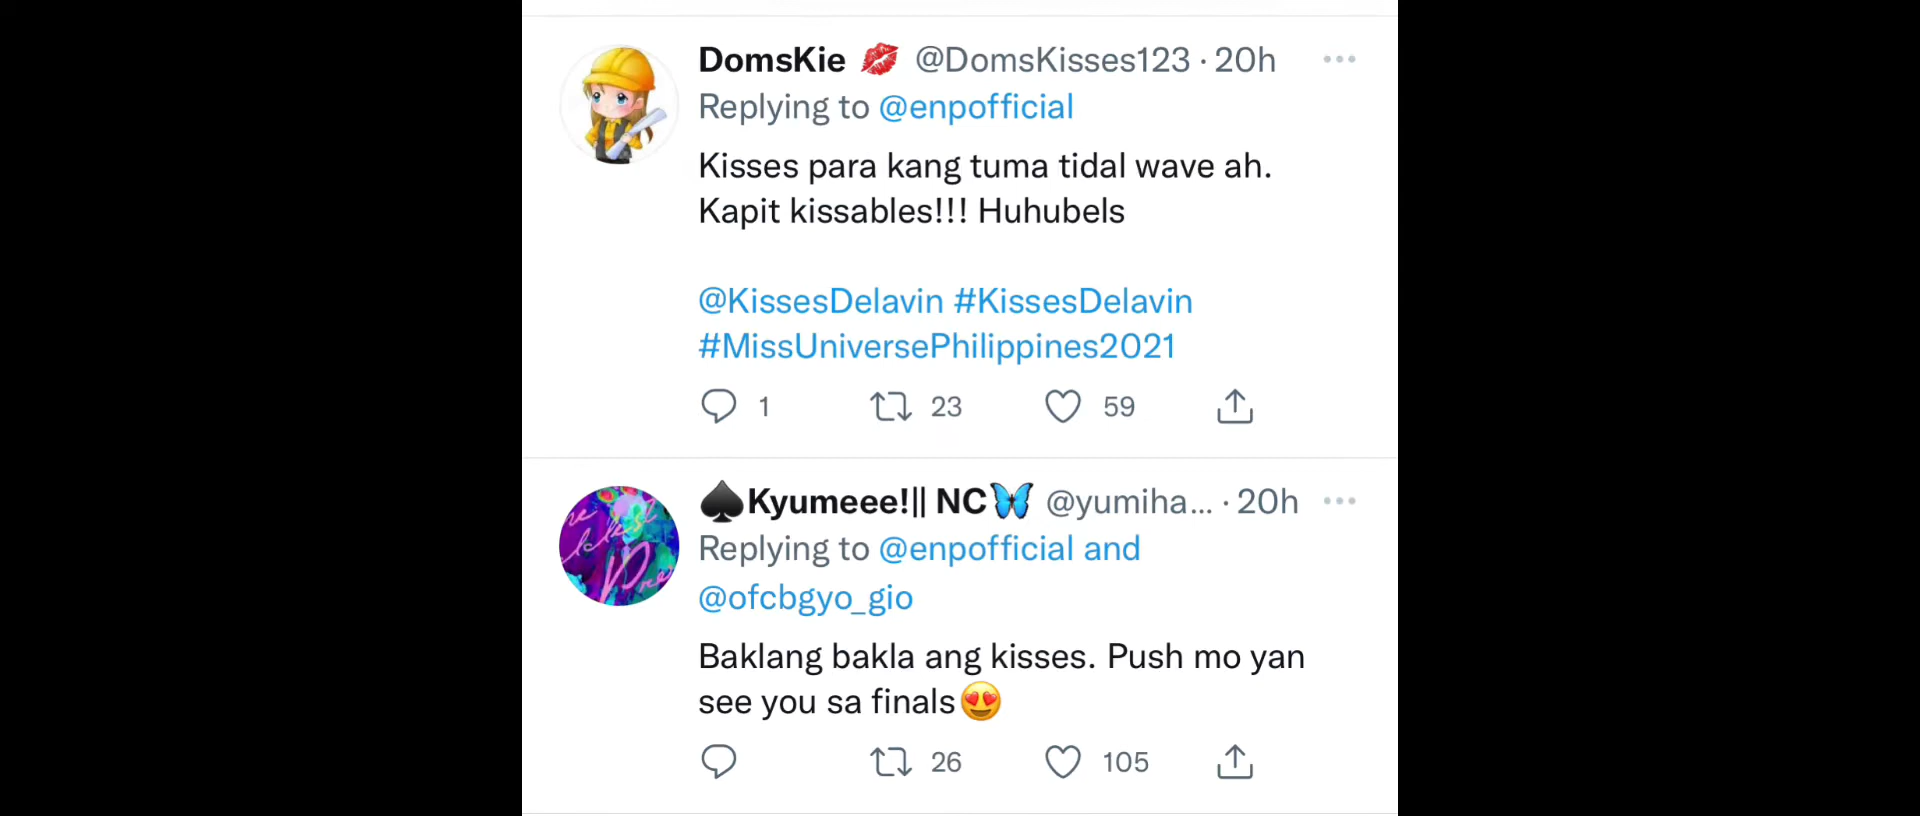 DomsKie 💋 @DomsKisses123 · 20h
Replying to @enpofficial
Kisses para kang tuma tidal wave ah.
Kapit kissables!!! Huhubels
@KissesDelavin #KissesDelavin
#MissUniversePhilippines2021
1 23 59
♠Kyumeee!|| NC🦋 @yumiha... · 20h
Replying to @enpofficial and
@ofcbgyo_gio
Baklang bakla ang kisses. Push mo yan
see you sa finals😍
26 105